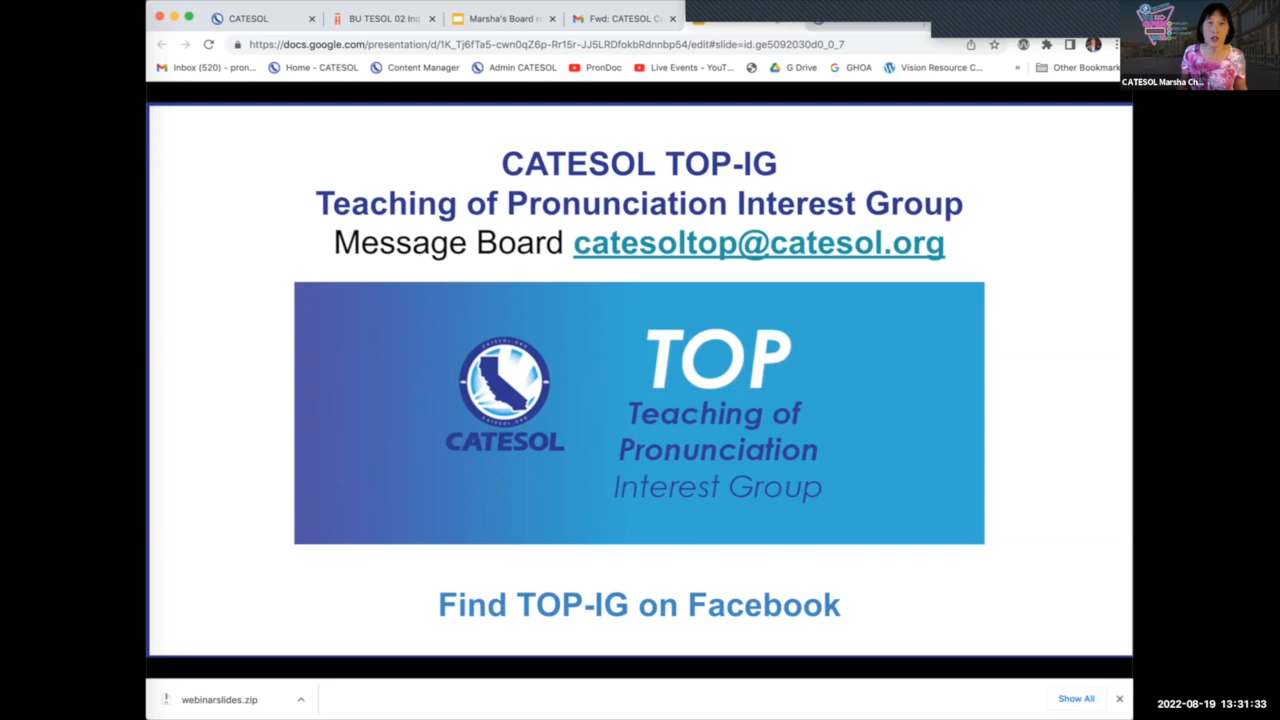 CATESOL
BU TESOL 02 Ind
Marsha's Board r
Fwd: CATESOL C
https://docs.google.com/presentation/d/1K_Tj6fTa5-cwn0qZ6p-Rr15r-JJ5LRDfokbRdnnbp54/edit#slide=id.ge5092030d0_0_7
Inbox (520) - pron...
Home - CATESOL
Content Manager
Admin CATESOL
PronDoc
Live Events - YouT...
G Drive
GHOA
Vision Resource C...
»
Other Bookmark
CATESOL Marsha Ch...
CATESOL TOP-IG
Teaching of Pronunciation Interest Group
Message Board catesoltop@catesol.org
CATESOL
TOP
Teaching of
Pronunciation
Interest Group
Find TOP-IG on Facebook
webinarslides.zip
Show All
2022-08-19 13:31:33